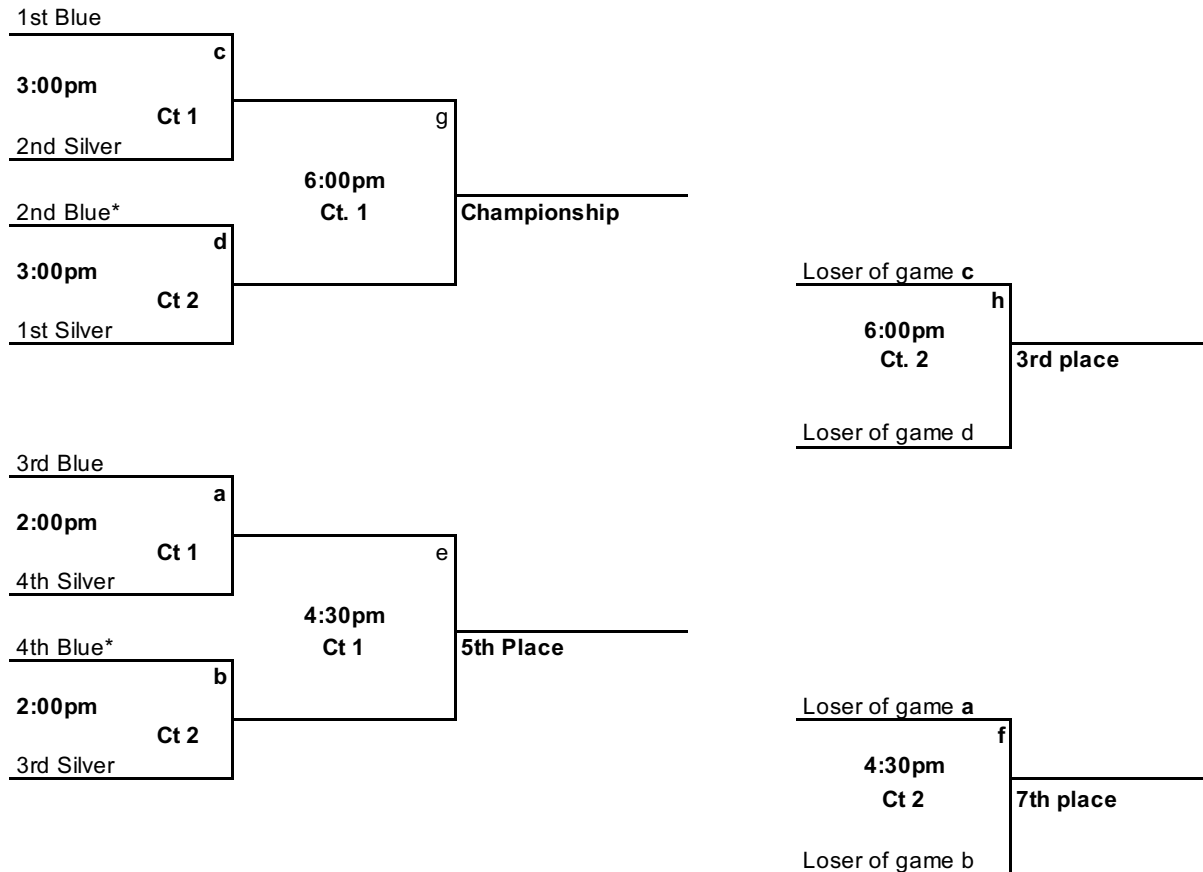 1st Blue
c
3:00pm
Ct 1
2nd Silver
g
6:00pm
Ct. 1
Championship
2nd Blue*
d
3:00pm
Ct 2
1st Silver
Loser of game c
h
6:00pm
Ct. 2
3rd place
Loser of game d
3rd Blue
a
2:00pm
Ct 1
4th Silver
e
4:30pm
Ct 1
5th Place
4th Blue*
b
2:00pm
Ct 2
3rd Silver
Loser of game a
f
4:30pm
Ct 2
7th place
Loser of game b